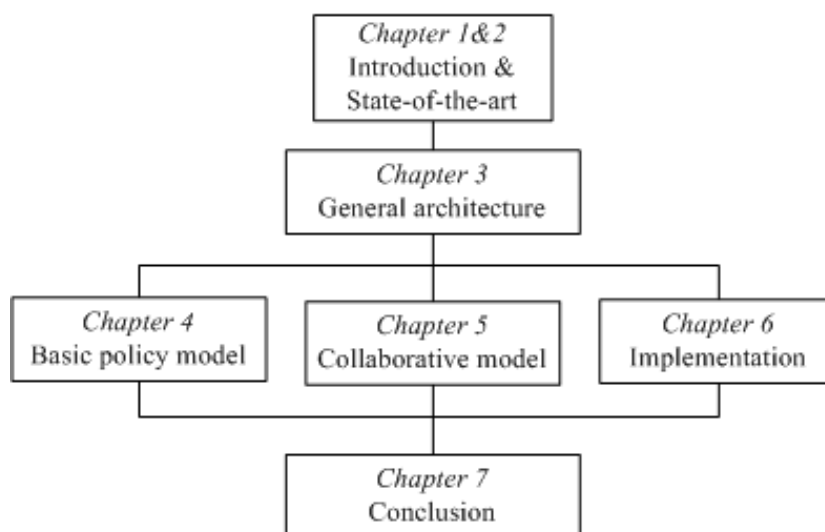 Chapter 1&2
Introduction &
State-of-the-art
Chapter 3
General architecture
Chapter 4
Basic policy model
Chapter 5
Collaborative model
Chapter 6
Implementation
Chapter 7
Conclusion